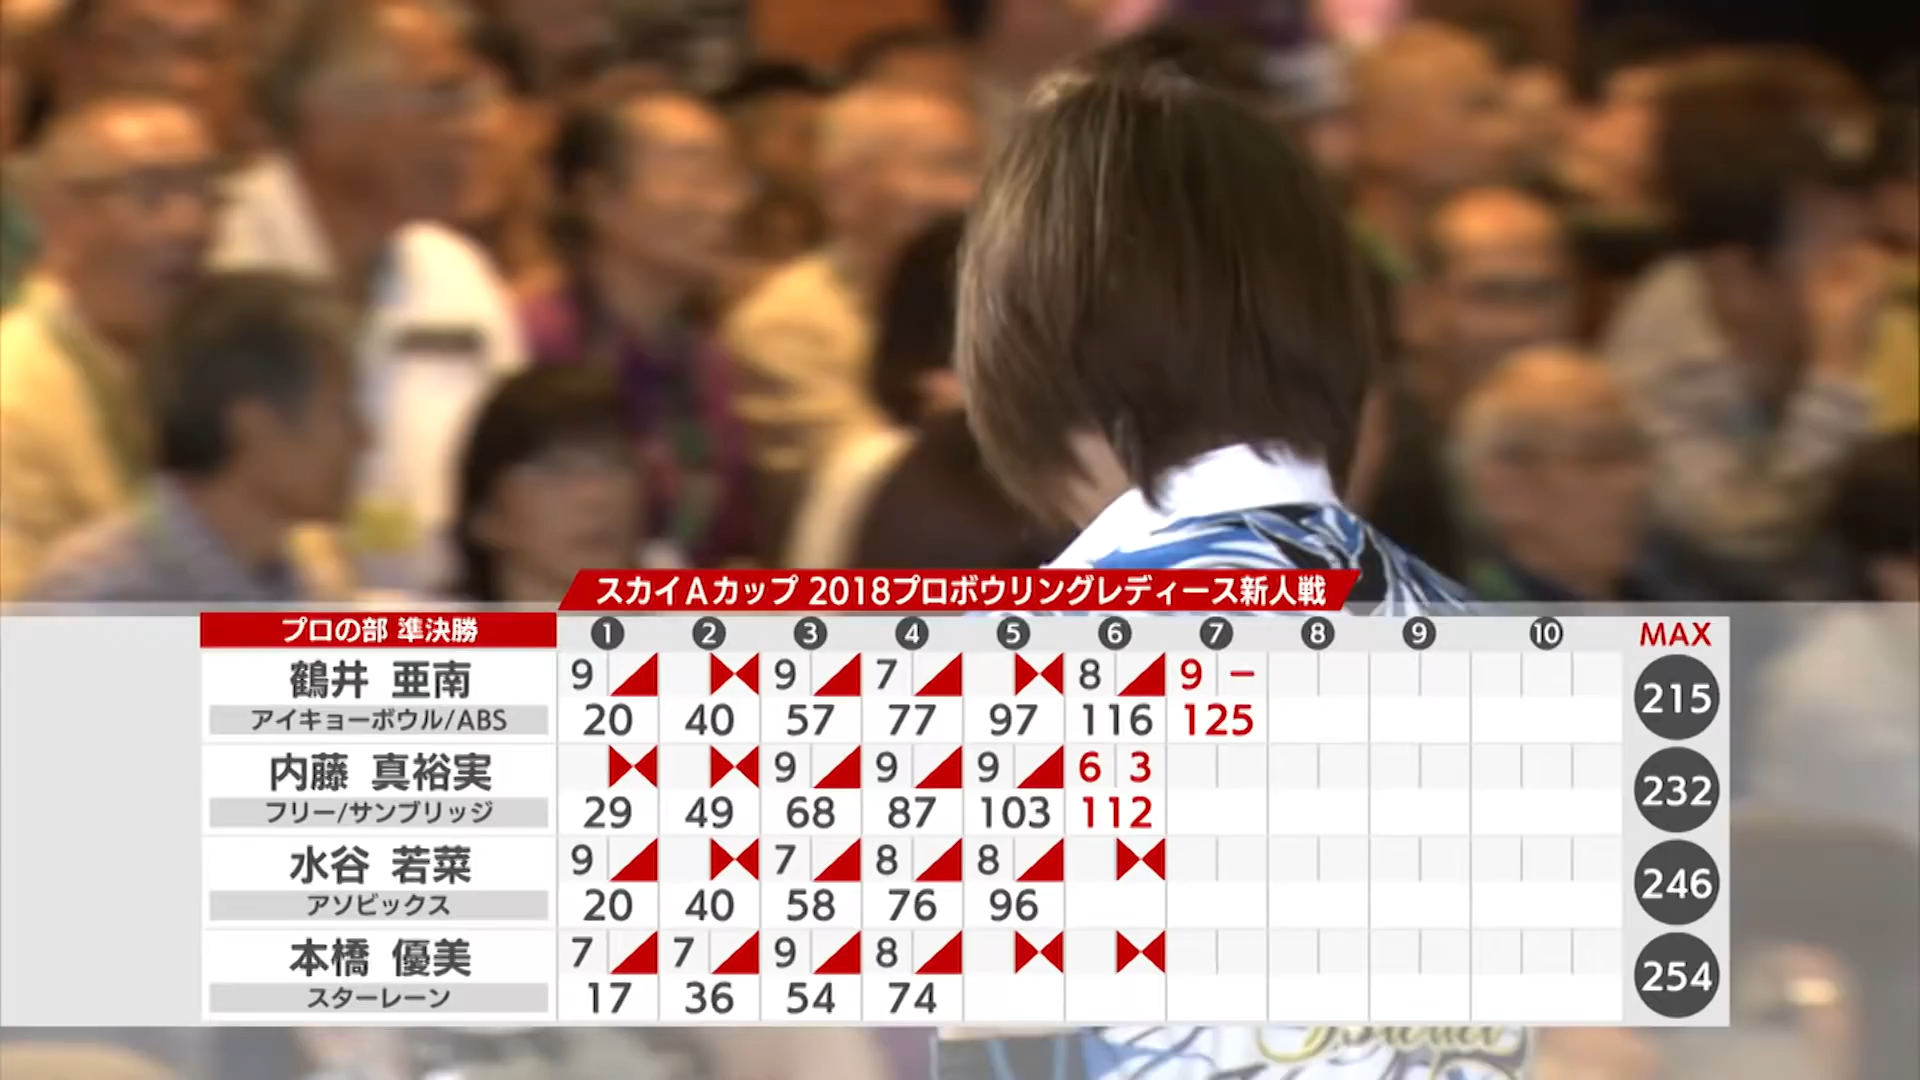 スカイAカップ 2018プロボウリングレディース新人戦
プロの部 準決勝 1 2 3 4 5 6 7 8 9 10 MAX
鶴井 亜南 9 9 7 8 9 − 215
アイキョーボウル/ABS 20 40 57 77 97 116 125
内藤 真裕実 9 9 9 6 3 232
フリー/サンブリッジ 29 49 68 87 103 112
水谷 若菜 9 7 8 8 246
アソビックス 20 40 58 76 96
本橋 優美 7 7 9 8 254
スターレーン 17 36 54 74